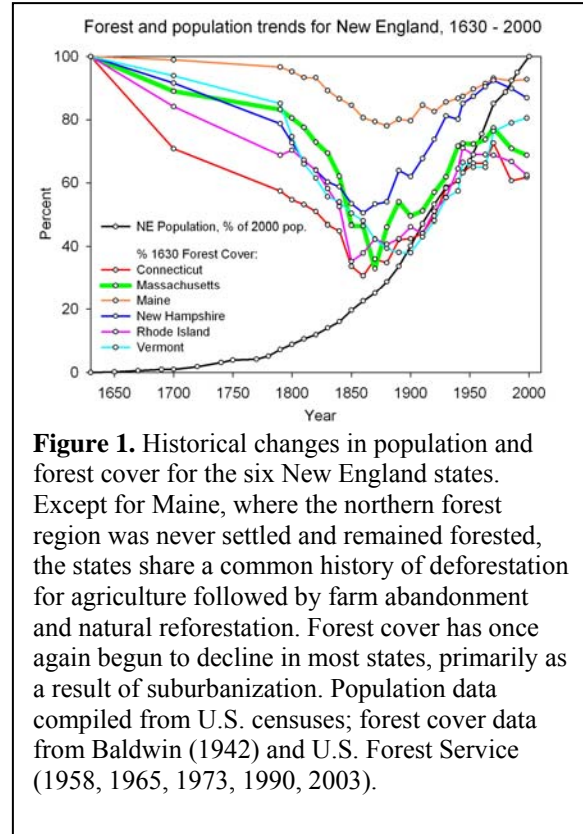 Forest and population trends for New England, 1630 - 2000
100
80
60
40
20
0
Percent
NE Population, % of 2000 pop.
% 1630 Forest Cover:
Connecticut
Massachusetts
Maine
New Hampshire
Rhode Island
Vermont
1650 1700 1750 1800 1850 1900 1950 2000
Year
Figure 1. Historical changes in population and
forest cover for the six New England states.
Except for Maine, where the northern forest
region was never settled and remained forested,
the states share a common history of deforestation
for agriculture followed by farm abandonment
and natural reforestation. Forest cover has once
again begun to decline in most states, primarily as
a result of suburbanization. Population data
compiled from U.S. censuses; forest cover data
from Baldwin (1942) and U.S. Forest Service
(1958, 1965, 1973, 1990, 2003).